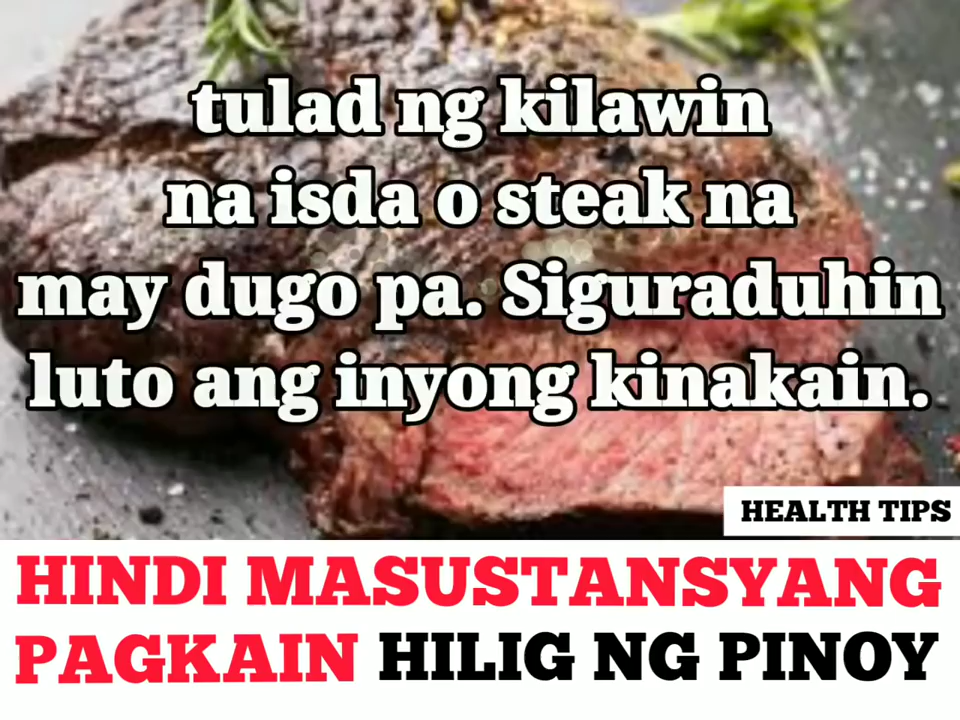 tulad ng kilawin
na isda o steak na
may dugo pa. Siguraduhin
luto ang inyong kinakain.
HEALTH TIPS
HINDI MASUSTANSYANG
PAGKAIN HILIG NG PINOY